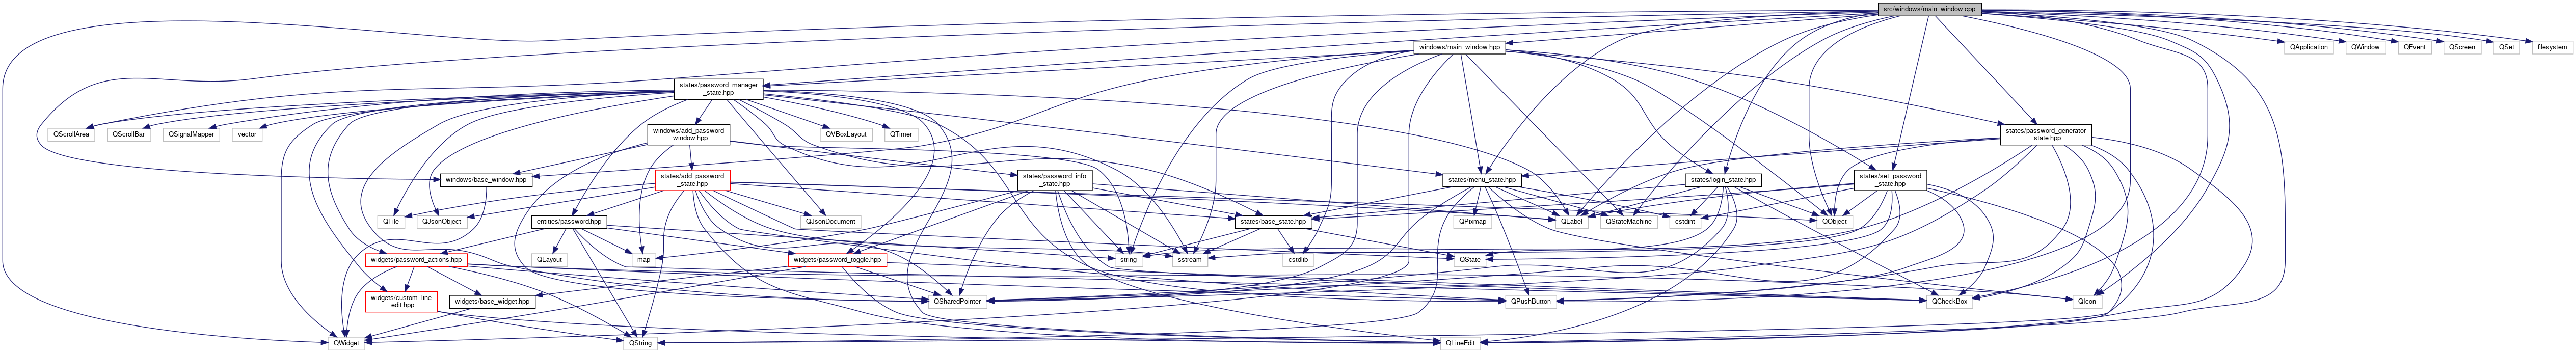 src/windows/main_window.cpp
windows/main_window.hpp
QApplication
QWindow
QEvent
QScreen
QSet
filesystem
states/password_manager
_state.hpp
QScrollArea
QScrollBar
QSignalMapper
vector
windows/add_password
_window.hpp
QVBoxLayout
QTimer
states/password_generator
_state.hpp
windows/base_window.hpp
states/add_password
_state.hpp
states/password_info
_state.hpp
states/menu_state.hpp
states/login_state.hpp
states/set_password
_state.hpp
QFile
QJsonObject
entities/password.hpp
QJsonDocument
states/base_state.hpp
QPixmap
QLabel
QStateMachine
cstdint
QObject
widgets/password_actions.hpp
QLayout
map
widgets/password_toggle.hpp
string
sstream
cstdlib
QState
widgets/custom_line
_edit.hpp
widgets/base_widget.hpp
QSharedPointer
QPushButton
QCheckBox
QIcon
QWidget
QString
QLineEdit